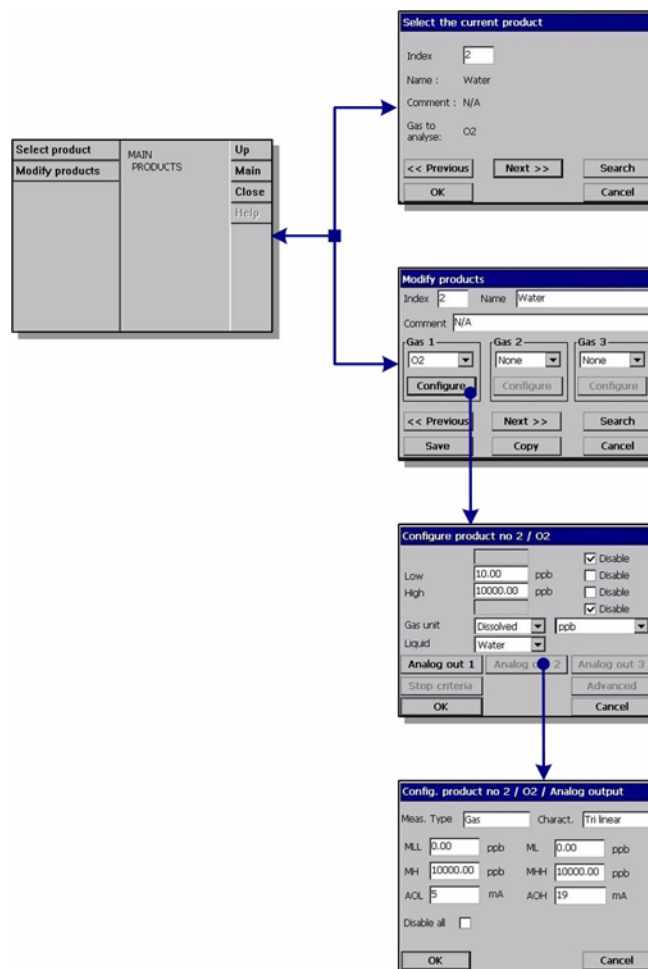 Select the current product
Index 2
Name : Water
Comment : N/A
Gas to analyse: O2
<< Previous Next >> Search
OK Cancel
Select product
Modify products
MAIN
PRODUCTS
Up
Main
Close
Help
Modify products
Index 2 Name Water
Comment N/A
Gas 1 Gas 2 Gas 3
O2 None None
Configure Configure Configure
<< Previous Next >> Search
Save Copy Cancel
Configure product no 2 / O2
Disable
Low 10.00 ppb Disable
High 10000.00 ppb Disable
Disable
Gas unit Dissolved ppb
Liquid Water
Analog out 1 Analog out 2 Analog out 3
Stop criteria Advanced
OK Cancel
Config. product no 2 / O2 / Analog output
Meas. Type Gas Charact. Tri linear
MLL 0.00 ppb ML 0.00 ppb
MH 10000.00 ppb MHH 10000.00 ppb
AOL 5 mA AOH 19 mA
Disable all
OK Cancel